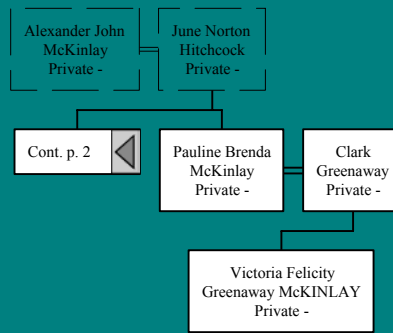 Alexander John
McKinlay
Private -
June Norton
Hitchcock
Private -
Cont. p. 2
Pauline Brenda
McKinlay
Private -
Clark
Greenaway
Private -
Victoria Felicity
Greenaway McKINLAY
Private -